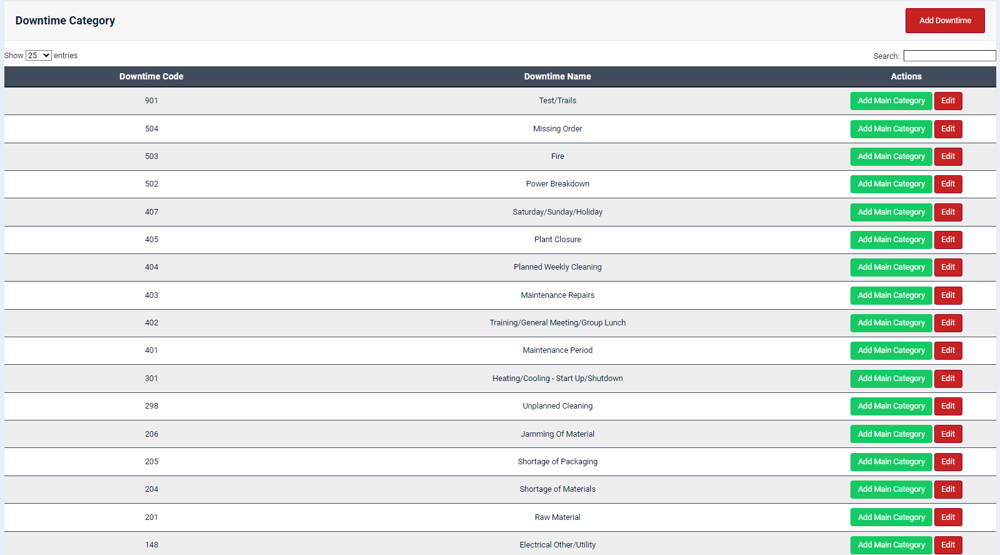 Downtime Category
Add Downtime
Show 25 entries
Search:
Downtime Code Downtime Name Actions
901 Test/Trails Add Main Category Edit
504 Missing Order Add Main Category Edit
503 Fire Add Main Category Edit
502 Power Breakdown Add Main Category Edit
407 Saturday/Sunday/Holiday Add Main Category Edit
405 Plant Closure Add Main Category Edit
404 Planned Weekly Cleaning Add Main Category Edit
403 Maintenance Repairs Add Main Category Edit
402 Training/General Meeting/Group Lunch Add Main Category Edit
401 Maintenance Period Add Main Category Edit
301 Heating/Cooling - Start Up/Shutdown Add Main Category Edit
298 Unplanned Cleaning Add Main Category Edit
206 Jamming Of Material Add Main Category Edit
205 Shortage of Packaging Add Main Category Edit
204 Shortage of Materials Add Main Category Edit
201 Raw Material Add Main Category Edit
148 Electrical Other/Utility Add Main Category Edit